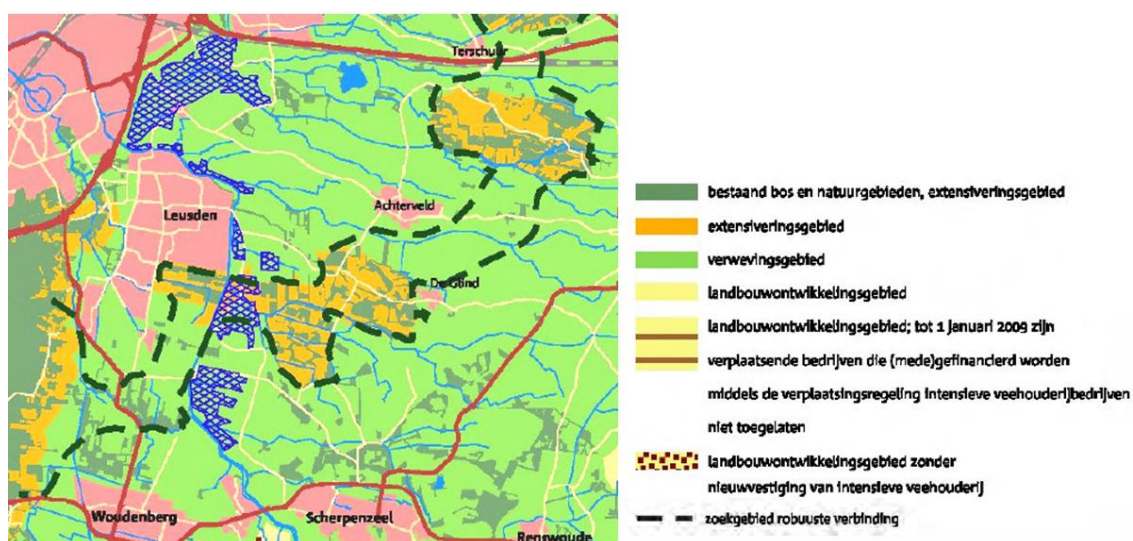 Terschuur
Achterveld
Leusden
De Glind
Woudenberg
Scherpenzeel
Renswoude
bestaand bos en natuurgebieden, extensiveringsgebied
extensiveringsgebied
verwevingsgebied
landbouwontwikkelingsgebied
landbouwontwikkelingsgebied; tot 1 januari 2009 zijn
verplaatsende bedrijven die (mede)gefinancierd worden
middels de verplaatsingsregeling intensieve veehouderijbedrijven
niet toegelaten
landbouwontwikkelingsgebied zonder
nieuwvestiging van intensieve veehouderij
zoekgebied robuuste verbinding